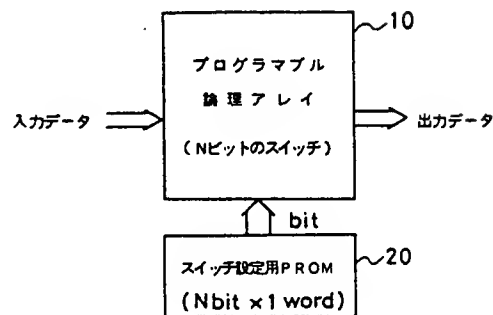 10
プログラマブル
論理アレイ
入力データ
出力データ
(Nビットのスイッチ)
bit
スイッチ設定用PROM
20
(Nbit ×1 word)